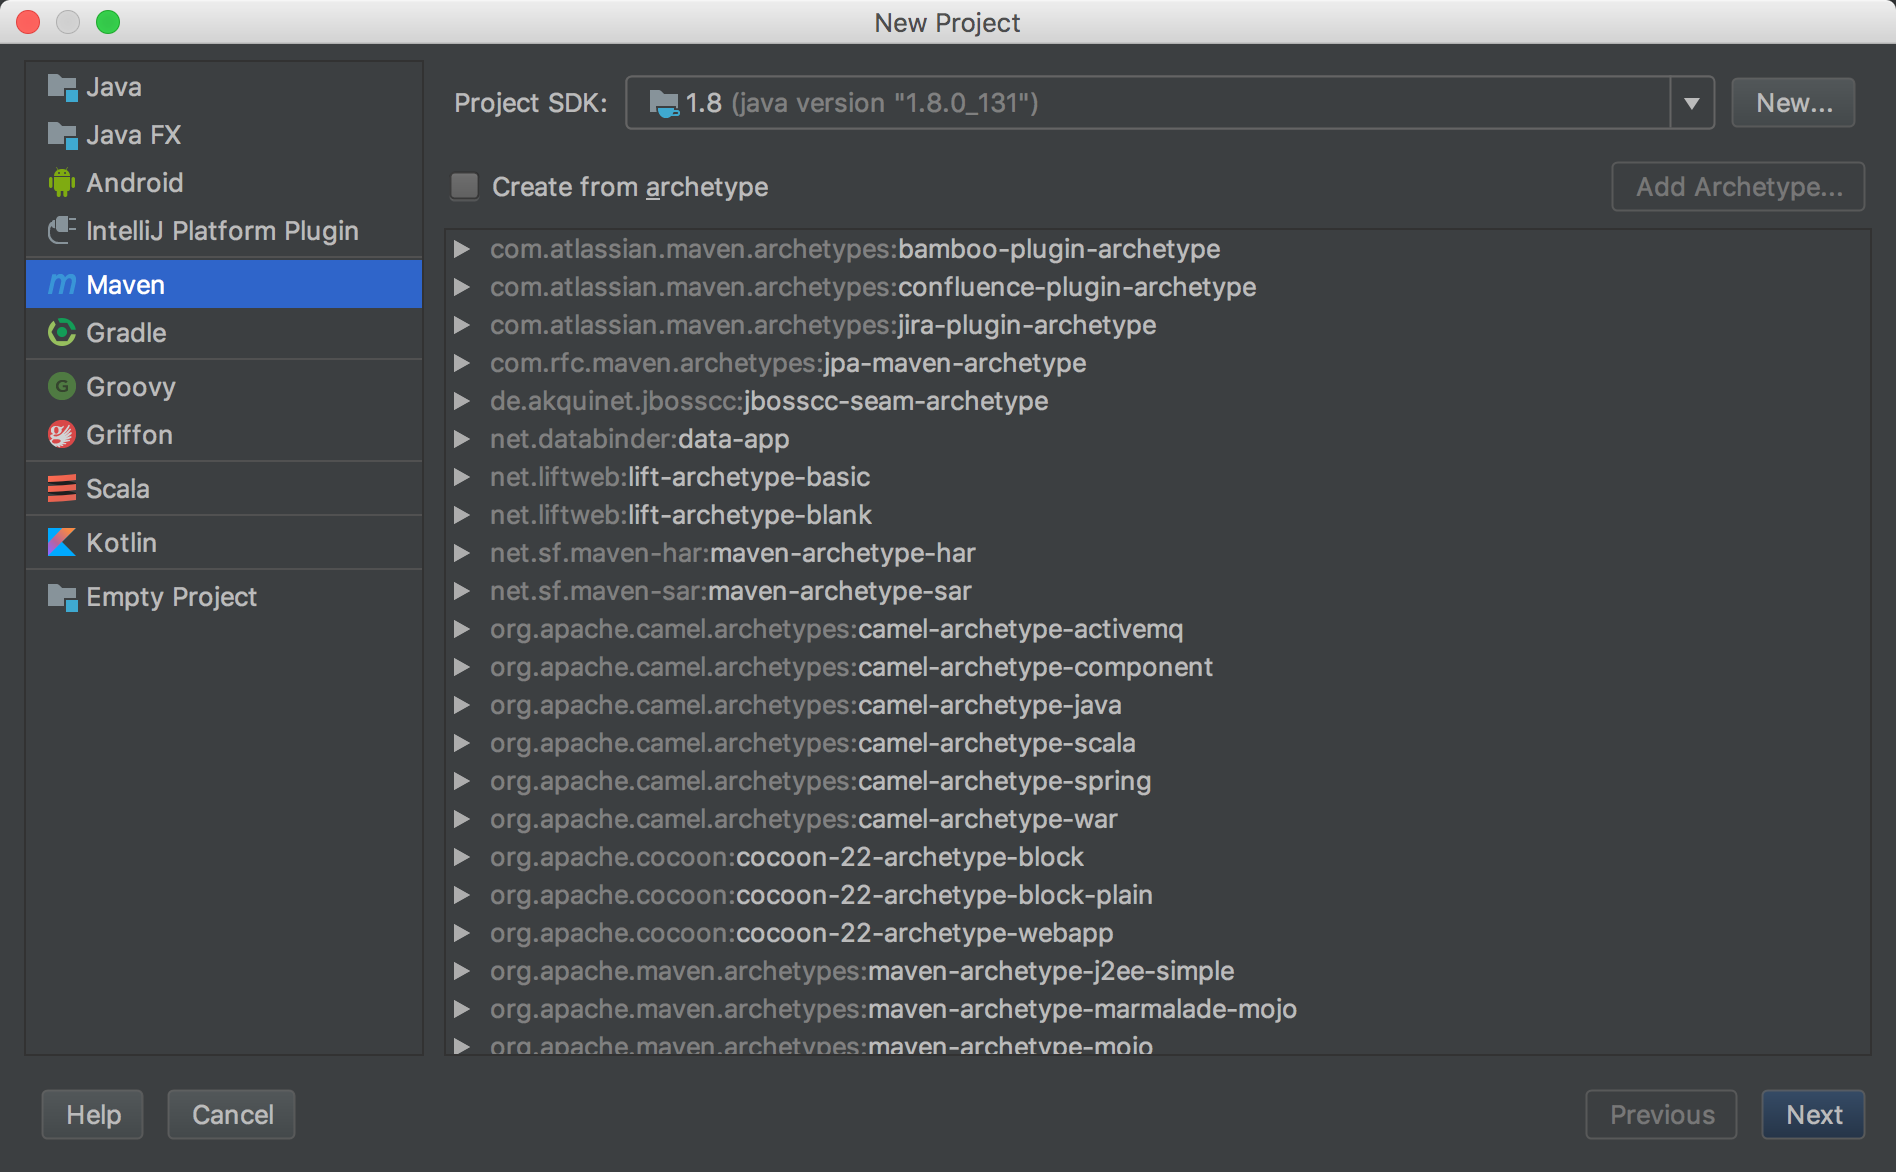 New Project
Java
Java FX
Android
IntelliJ Platform Plugin
Maven
Gradle
Groovy
Griffon
Scala
Kotlin
Empty Project
Project SDK: 1.8 (java version "1.8.0_131") New...
Create from archetype Add Archetype...
com.atlassian.maven.archetypes:bamboo-plugin-archetype
com.atlassian.maven.archetypes:confluence-plugin-archetype
com.atlassian.maven.archetypes:jira-plugin-archetype
com.rfc.maven.archetypes:jpa-maven-archetype
de.akquinet.jbosscc:jbosscc-seam-archetype
net.databinder:data-app
net.liftweb:lift-archetype-basic
net.liftweb:lift-archetype-blank
net.sf.maven-har:maven-archetype-har
net.sf.maven-sar:maven-archetype-sar
org.apache.camel.archetypes:camel-archetype-activemq
org.apache.camel.archetypes:camel-archetype-component
org.apache.camel.archetypes:camel-archetype-java
org.apache.camel.archetypes:camel-archetype-scala
org.apache.camel.archetypes:camel-archetype-spring
org.apache.camel.archetypes:camel-archetype-war
org.apache.cocoon:cocoon-22-archetype-block
org.apache.cocoon:cocoon-22-archetype-block-plain
org.apache.cocoon:cocoon-22-archetype-webapp
org.apache.maven.archetypes:maven-archetype-j2ee-simple
org.apache.maven.archetypes:maven-archetype-marmalade-mojo
org.apache.maven.archetypes:maven-archetype-mojo
Help Cancel Previous Next